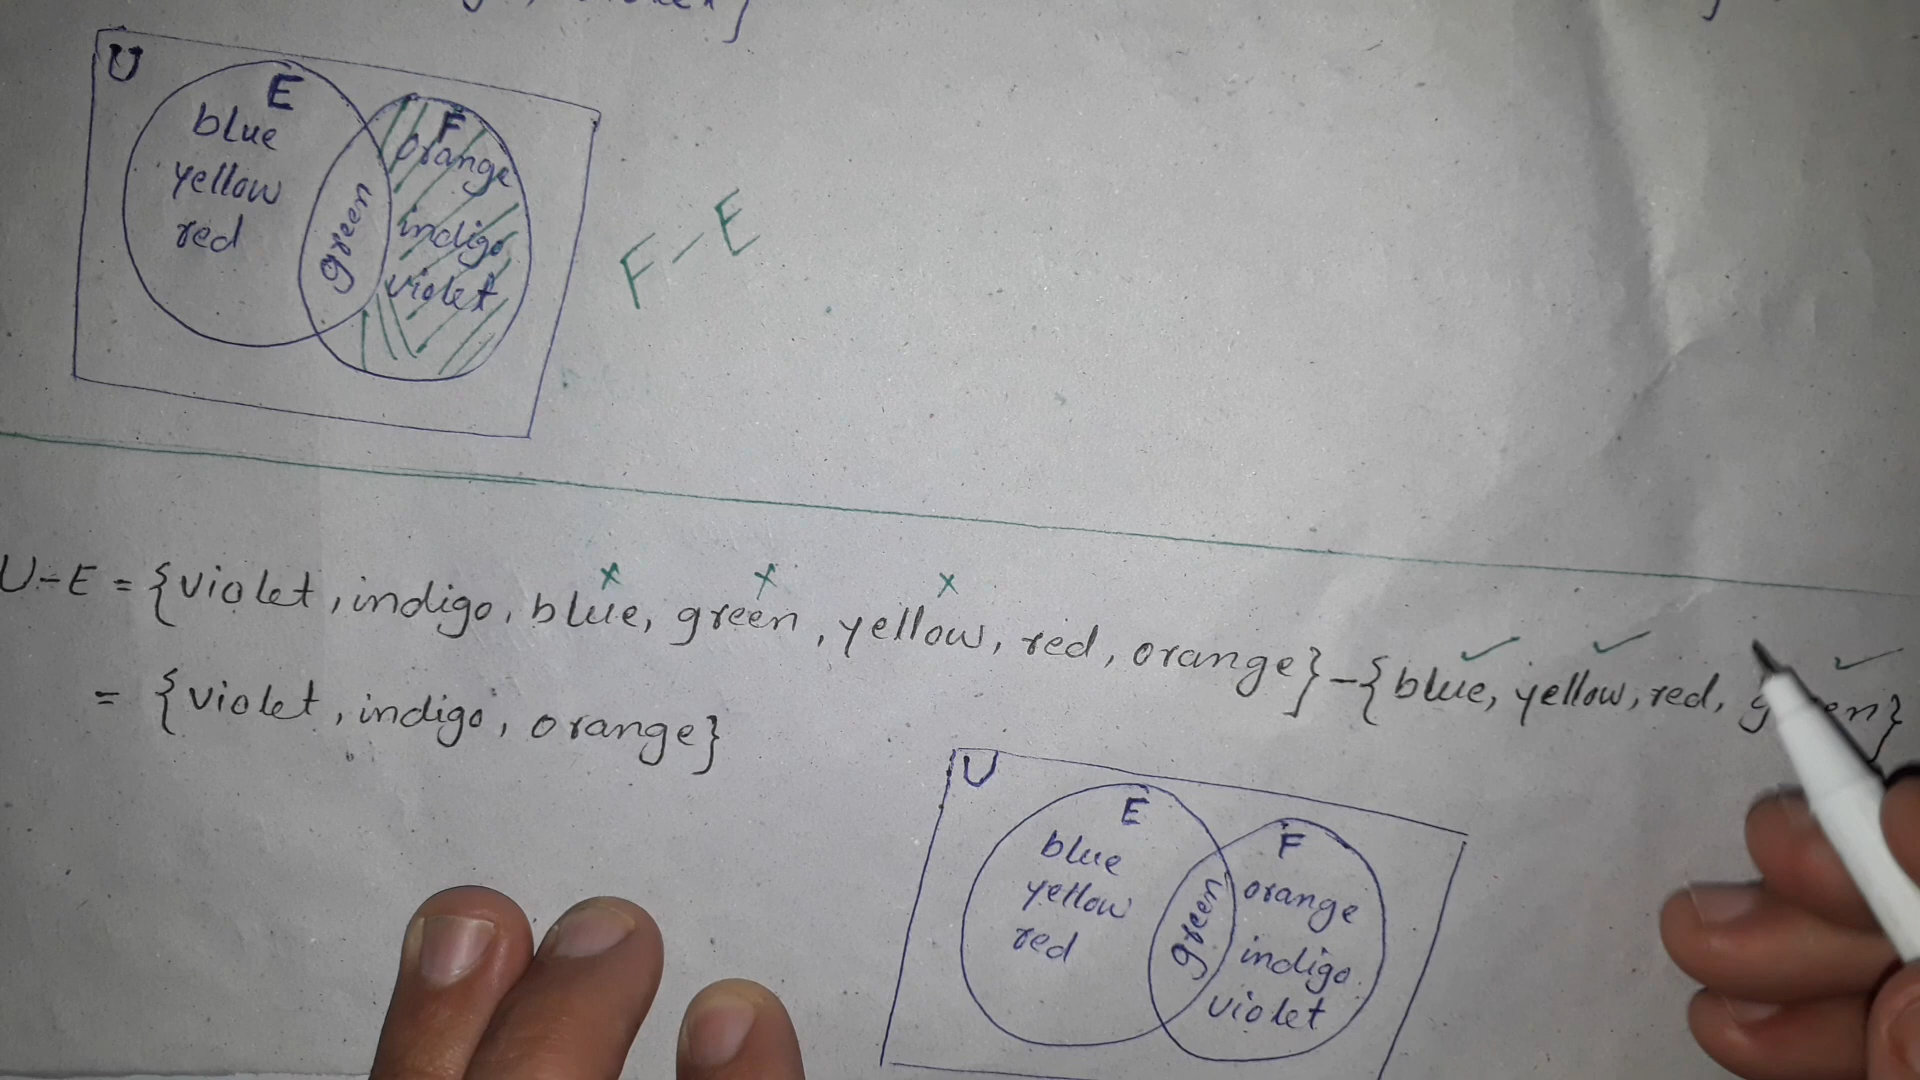 U
E
blue
yellow
red
green
F
orange
indigo
violet
F-E
U-E = {violet, indigo, blue, green, yellow, red, orange} - {blue, yellow, red,
= {violet, indigo, orange}
U
E
blue
yellow
red
green
F
orange
indigo
violet